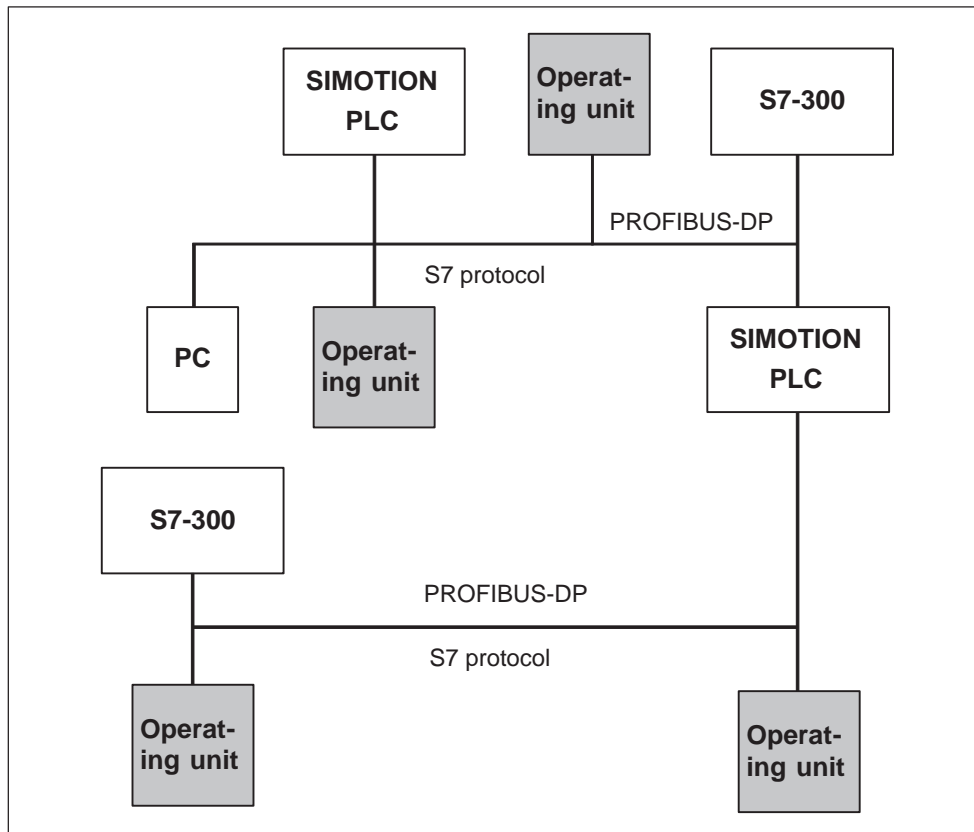 SIMOTION
PLC
Operat-
ing unit
S7-300
PROFIBUS-DP
S7 protocol
PC
Operat-
ing unit
SIMOTION
PLC
S7-300
PROFIBUS-DP
S7 protocol
Operat-
ing unit
Operat-
ing unit